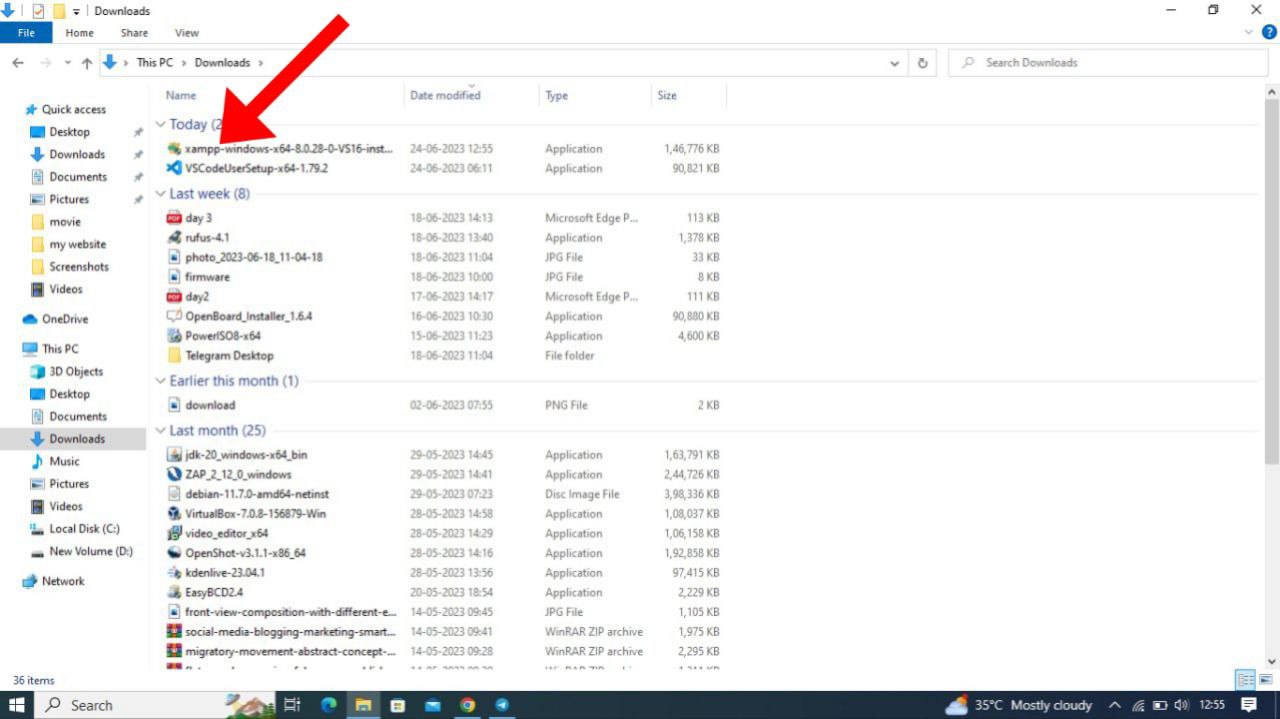 Downloads
File Home Share View
This PC Downloads
Search Downloads
Name Date modified Type Size
Quick access
Desktop
Downloads
Documents
Pictures
movie
my website
Screenshots
Videos
OneDrive
This PC
3D Objects
Desktop
Documents
Downloads
Music
Pictures
Videos
Local Disk (C:)
New Volume (D:)
Network
Today (2
xampp-windows-x64-8.0.28-0-VS16-inst... 24-06-2023 12:55 Application 1,46,776 KB
VSCodeUserSetup-x64-1.79.2 24-06-2023 06:11 Application 90,821 KB
Last week (8)
day 3 18-06-2023 14:13 Microsoft Edge P... 113 KB
rufus-4.1 18-06-2023 13:40 Application 1,378 KB
photo_2023-06-18_11-04-18 18-06-2023 11:04 JPG File 33 KB
firmware 18-06-2023 10:00 JPG File 8 KB
day2 17-06-2023 14:17 Microsoft Edge P... 111 KB
OpenBoard_Installer_1.6.4 16-06-2023 10:30 Application 90,880 KB
PowerISO8-x64 15-06-2023 11:23 Application 4,600 KB
Telegram Desktop 18-06-2023 11:04 File folder
Earlier this month (1)
download 02-06-2023 07:55 PNG File 2 KB
Last month (25)
jdk-20_windows-x64_bin 29-05-2023 14:45 Application 1,63,791 KB
ZAP_2_12_0_windows 29-05-2023 14:41 Application 2,44,726 KB
debian-11.7.0-amd64-netinst 29-05-2023 07:23 Disc Image File 3,98,336 KB
VirtualBox-7.0.8-156879-Win 28-05-2023 14:58 Application 1,08,037 KB
video_editor_x64 28-05-2023 14:29 Application 1,06,158 KB
OpenShot-v3.1.1-x86_64 28-05-2023 14:16 Application 1,92,858 KB
kdenlive-23.04.1 28-05-2023 13:56 Application 97,415 KB
EasyBCD2.4 20-05-2023 18:54 Application 2,229 KB
front-view-composition-with-different-e... 14-05-2023 09:45 JPG File 1,105 KB
social-media-blogging-marketing-smart... 14-05-2023 09:41 WinRAR ZIP archive 1,975 KB
migratory-movement-abstract-concept-... 14-05-2023 09:28 WinRAR ZIP archive 2,295 KB
36 items
Search
35°C Mostly cloudy
12:55